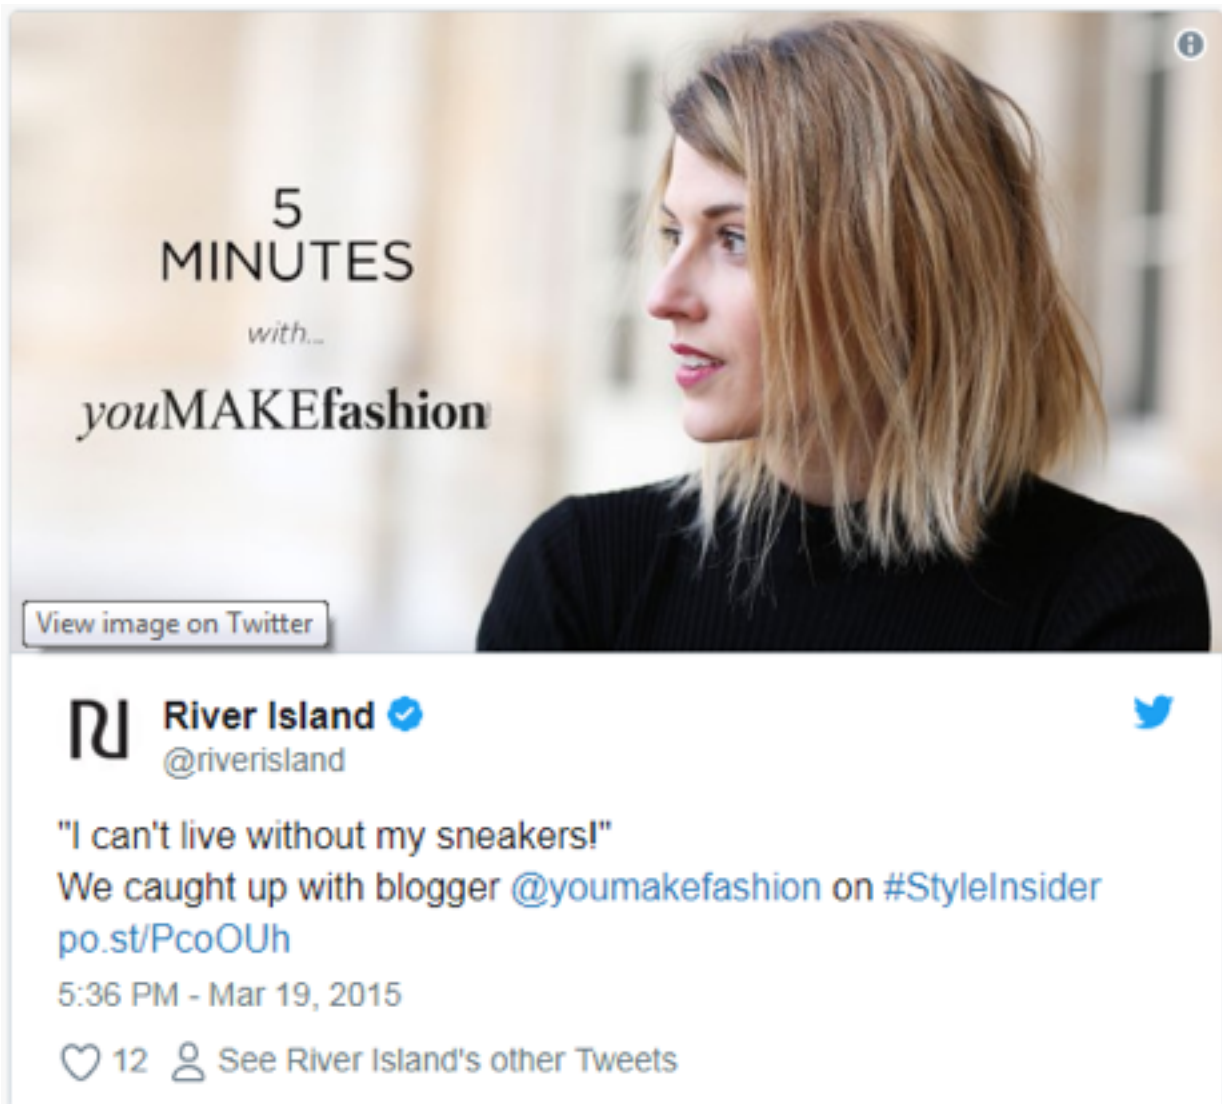 5
MINUTES
with...
youMAKEfashion
View image on Twitter
River Island
@riverisland
"I can't live without my sneakers!"
We caught up with blogger @youmakefashion on #StyleInsider
po.st/PcoOUh
5:36 PM - Mar 19, 2015
12 See River Island's other Tweets